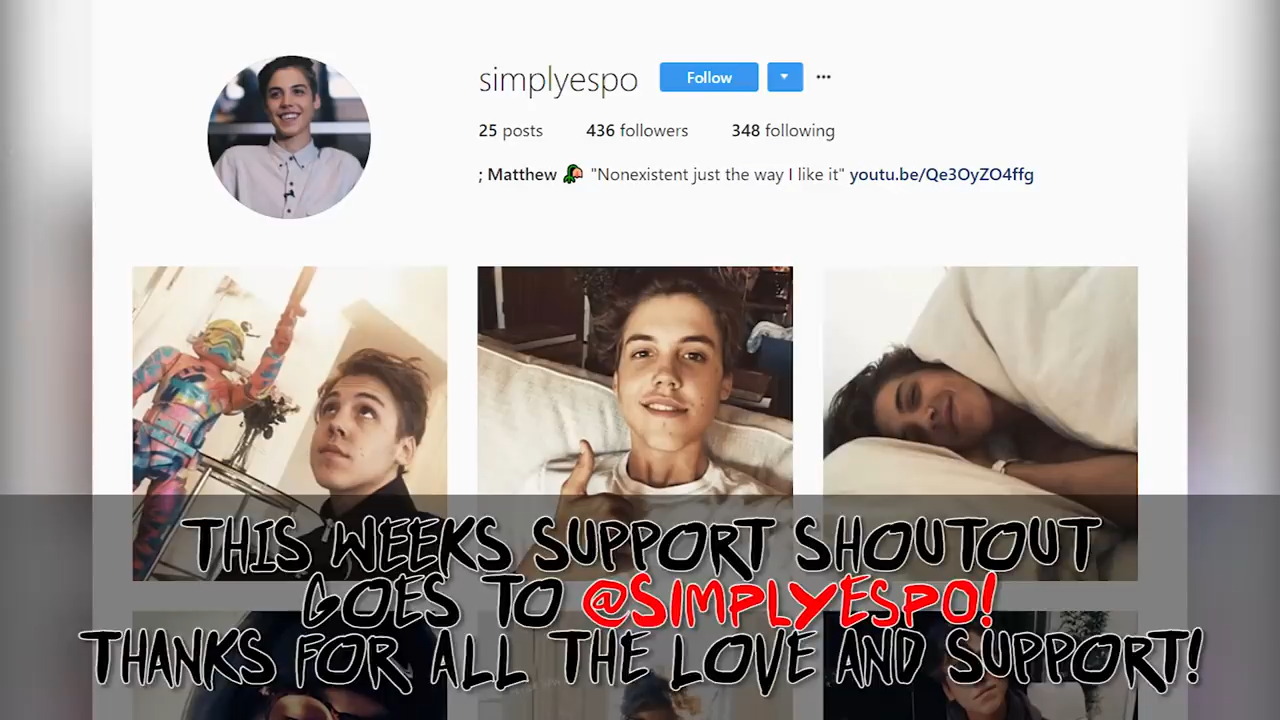 simplyespo Follow
25 posts 436 followers 348 following
; Matthew "Nonexistent just the way I like it" youtu.be/Qe3OyZO4ffg
THIS WEEKS SUPPORT SHOUTOUT
GOES TO @SIMPLYESPO!
THANKS FOR ALL THE LOVE AND SUPPORT!